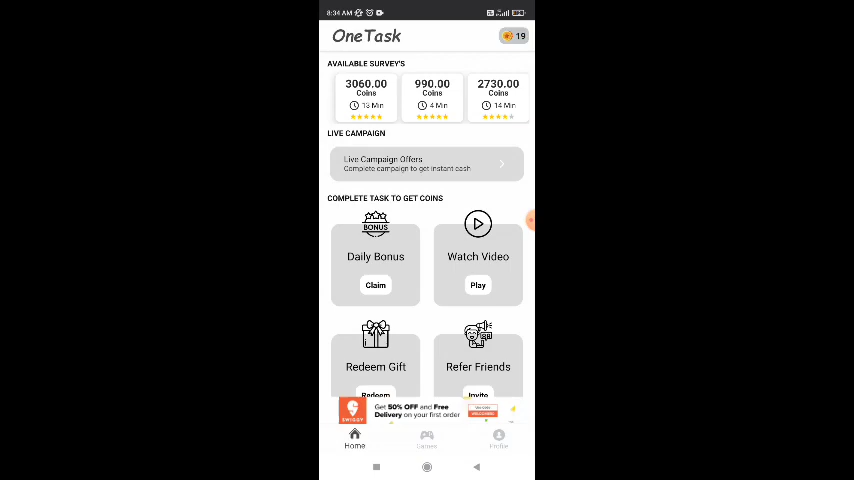 8:34 AM
OneTask
19
AVAILABLE SURVEY'S
3060.00 990.00 2730.00
Coins Coins Coins
13 Min 4 Min 14 Min
LIVE CAMPAIGN
Live Campaign Offers
Complete campaign to get instant cash
COMPLETE TASK TO GET COINS
BONUS
Daily Bonus Watch Video
Claim Play
Redeem Gift Refer Friends
Redeem Invite
Get 50% OFF and Free
Delivery on your first order
SWIGGY
Home Games Profile